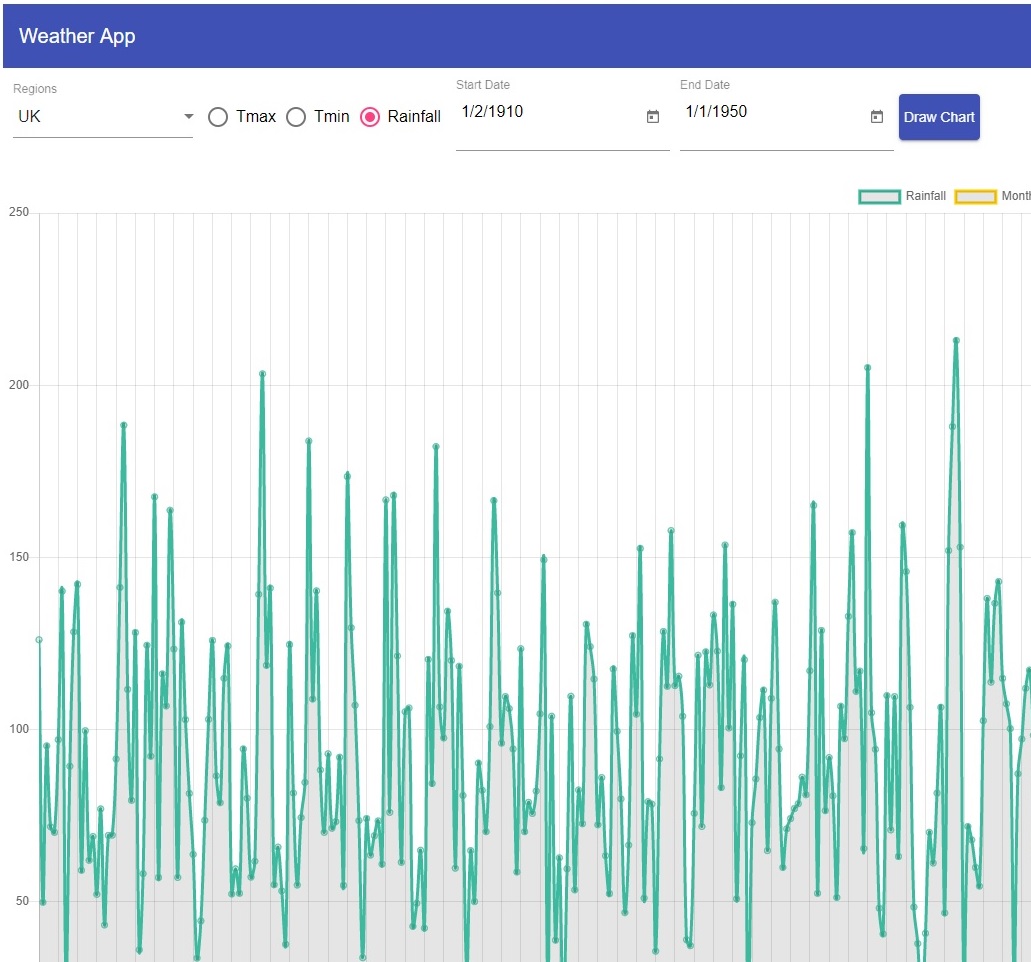 Weather App
Regions
Start Date
End Date
UK
Tmax
Tmin
Rainfall
1/2/1910
1/1/1950
Draw Chart
Rainfall
Month
250
200
150
100
50